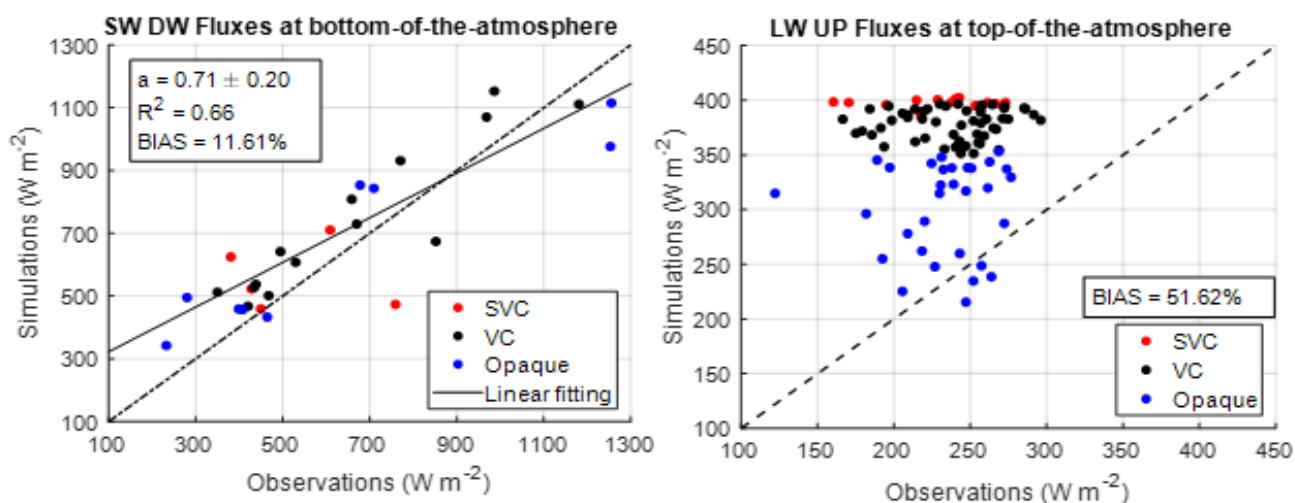 SW DW Fluxes at bottom-of-the-atmosphere
1300
1100
900
700
500
300
100
100
300
500
700
900
1100
1300
Simulations (W m-2)
Observations (W m-2)
a = 0.71 ± 0.20
R2 = 0.66
BIAS = 11.61%
SVC
VC
Opaque
Linear fitting
LW UP Fluxes at top-of-the-atmosphere
450
400
350
300
250
200
150
100
100
150
200
250
300
350
400
450
Simulations (W m-2)
Observations (W m-2)
BIAS = 51.62%
SVC
VC
Opaque